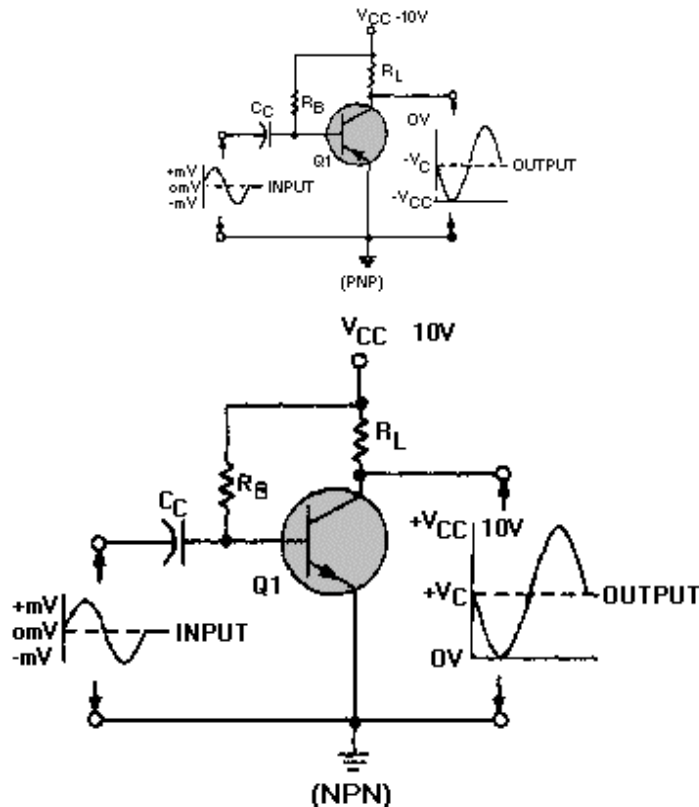 VCC -10V
RL
CC
RB
Q1
0V
-VC
OUTPUT
-VCC
+mV
omV
INPUT
-mV
(PNP)
VCC 10V
RL
RB
CC
Q1
+VCC 10V
+VC
OUTPUT
0V
+mV
omV
INPUT
-mV
(NPN)